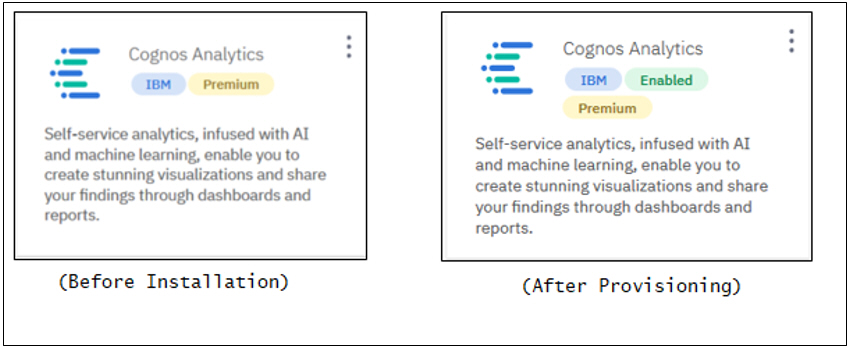 Cognos Analytics
IBM Premium
Self-service analytics, infused with AI
and machine learning, enable you to
create stunning visualizations and share
your findings through dashboards and
reports.
(Before Installation)
Cognos Analytics
IBM Enabled
Premium
Self-service analytics, infused with AI
and machine learning, enable you to
create stunning visualizations and share
your findings through dashboards and
reports.
(After Provisioning)